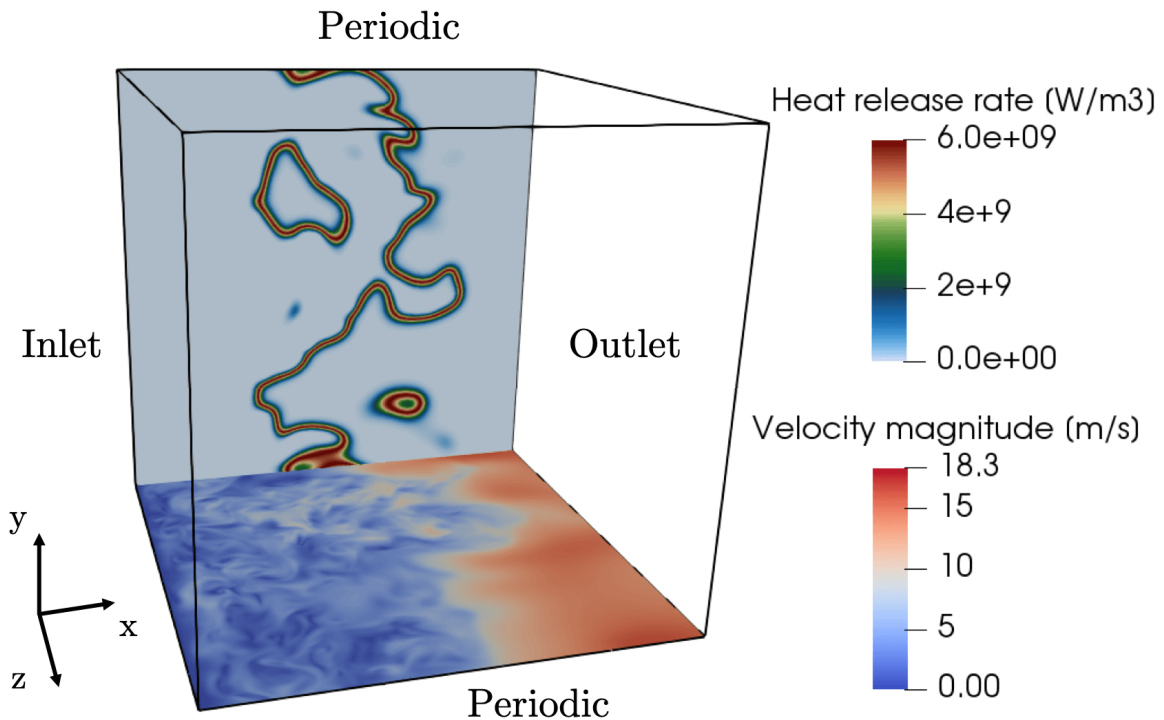 Periodic
Heat release rate (W/m3)
6.0e+09
4e+9
2e+9
0.0e+00
Inlet
Outlet
Velocity magnitude (m/s)
18.3
15
10
5
0.00
y
x
z
Periodic